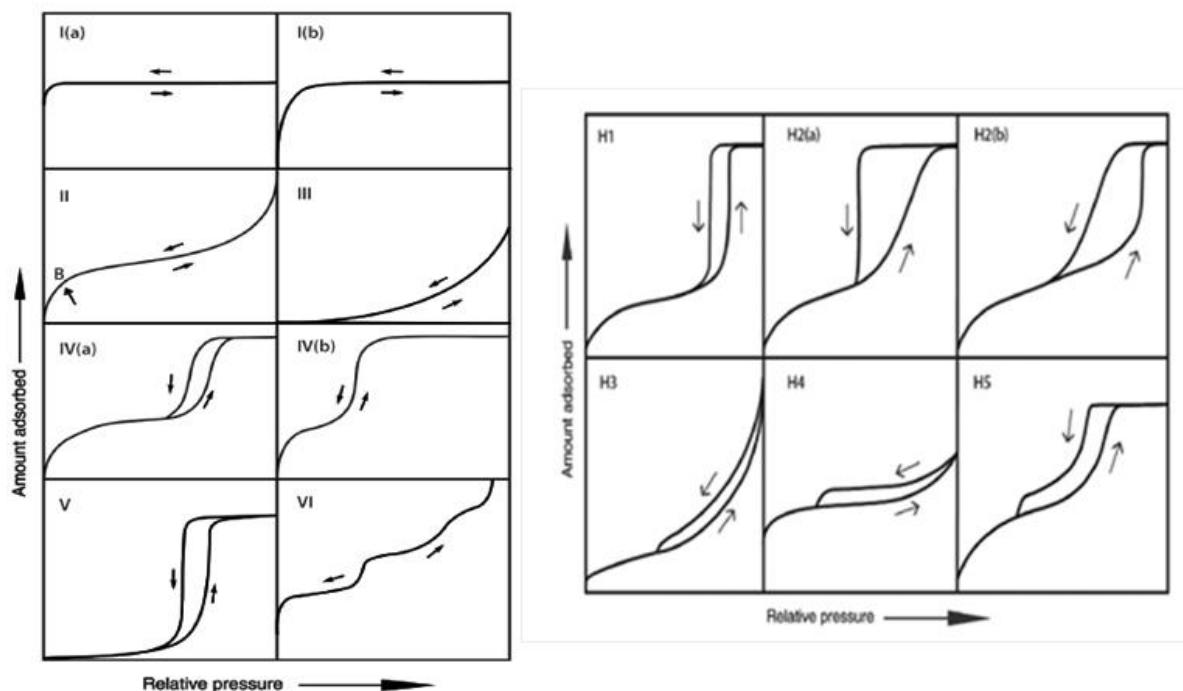 I(a)
I(b)
II
III
B
IV(a)
IV(b)
V
VI
Amount adsorbed
Relative pressure
H1
H2(a)
H2(b)
H3
H4
H5
Amount adsorbed
Relative pressure